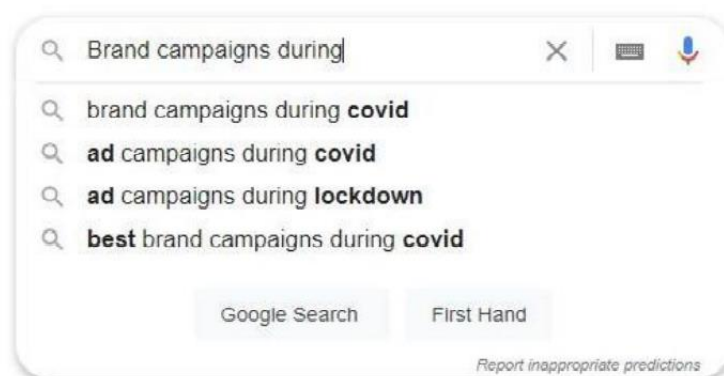 Brand campaigns during
brand campaigns during covid
ad campaigns during covid
ad campaigns during lockdown
best brand campaigns during covid
Google Search First Hand
Report inappropriate predictions